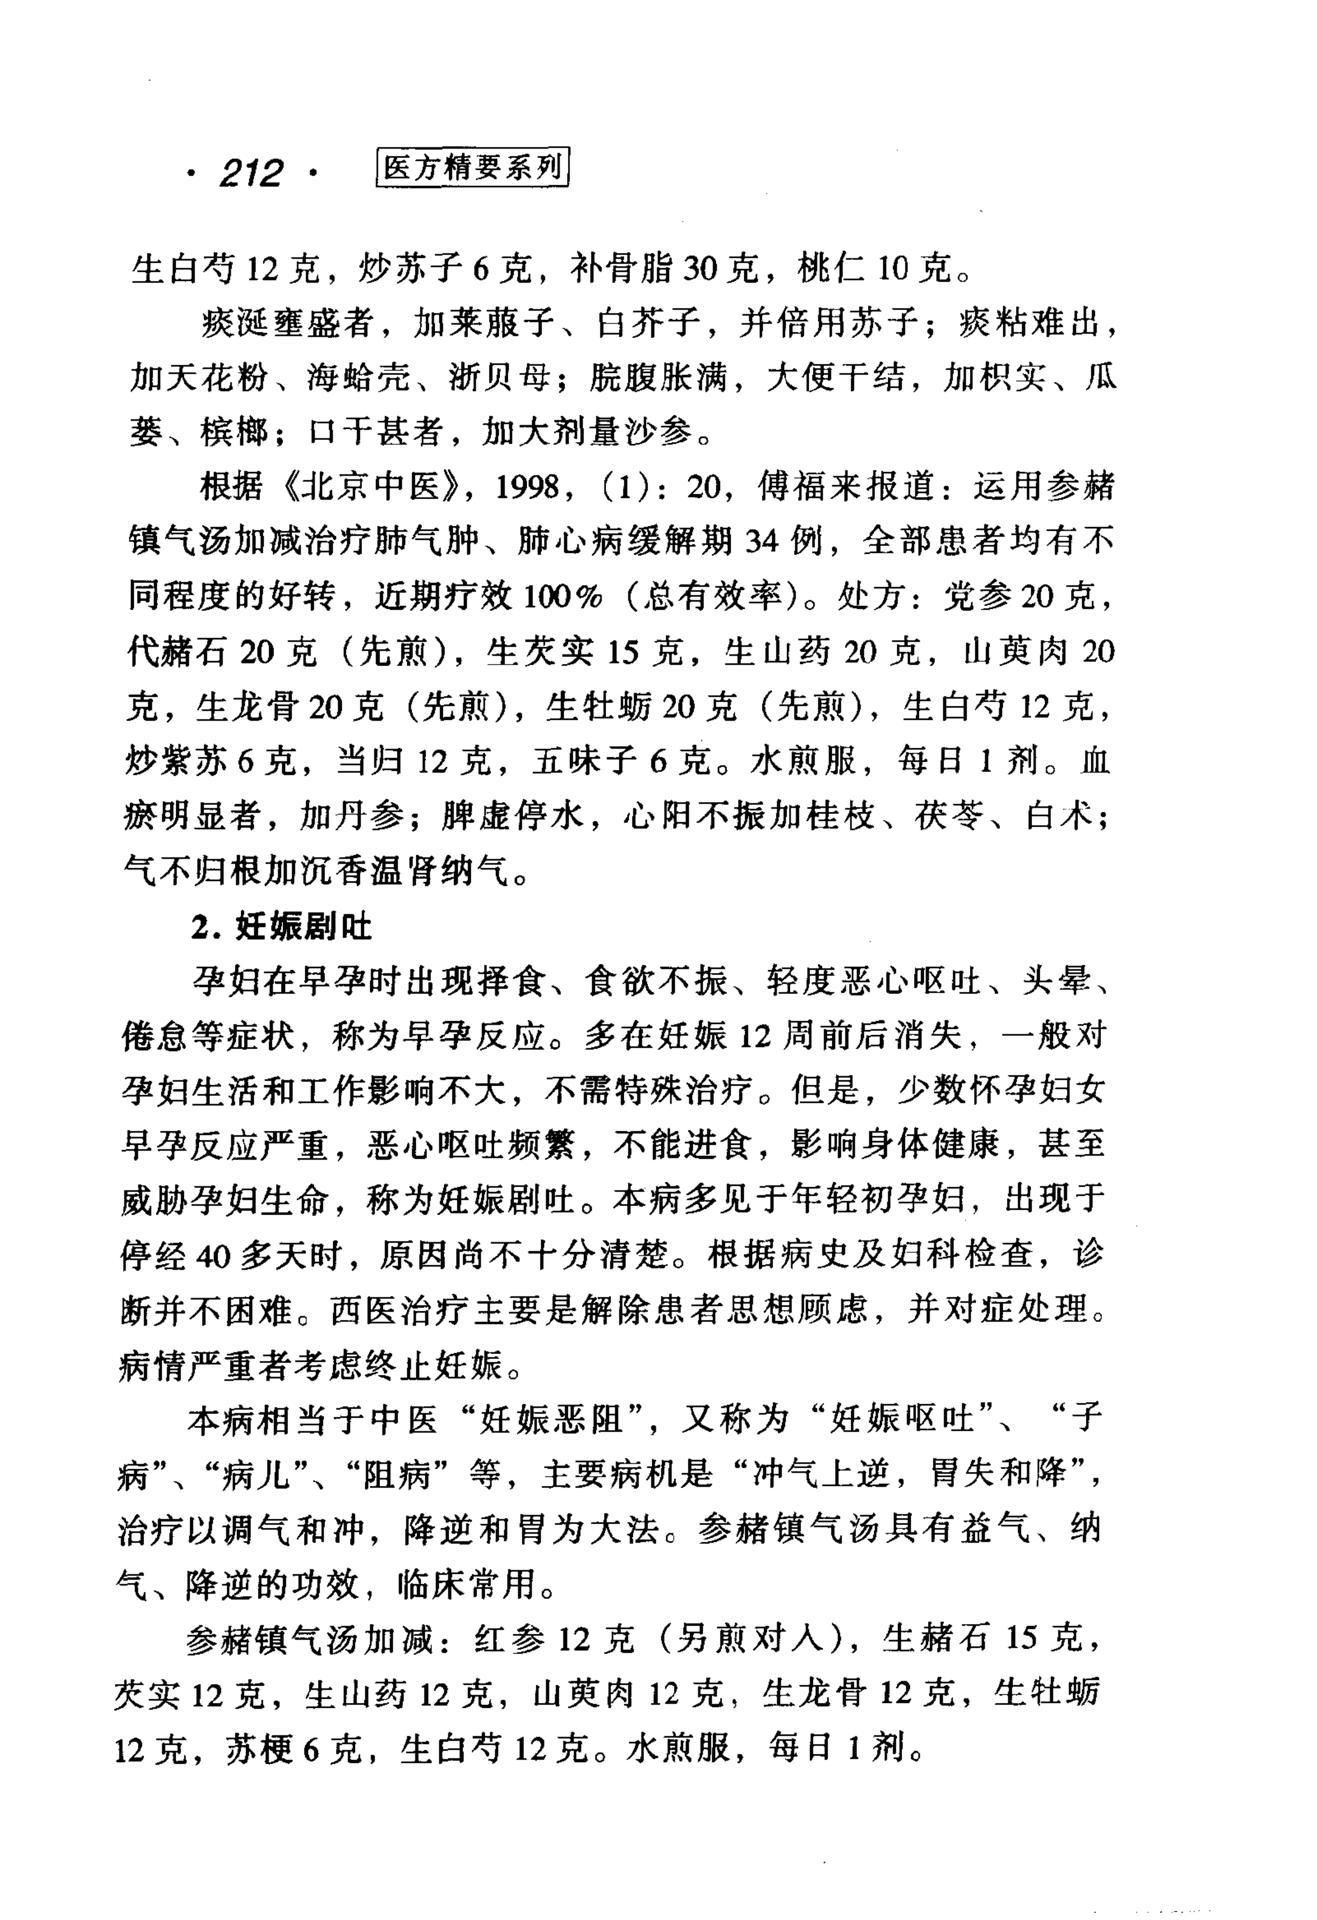 · 212 · 医方精要系列
生白芍 12 克，炒苏子 6 克，补骨脂 30 克，桃仁 10 克。
痰涎壅盛者，加莱菔子、白芥子，并倍用苏子；痰粘难出，
加天花粉、海蛤壳、浙贝母；脘腹胀满，大便干结，加枳实、瓜
蒌、槟榔；口干甚者，加大剂量沙参。
根据《北京中医》，1998，（1）：20，傅福来报道：运用参赭
镇气汤加减治疗肺气肿、肺心病缓解期 34 例，全部患者均有不
同程度的好转，近期疗效 100%（总有效率）。处方：党参 20 克，
代赭石 20 克（先煎），生芡实 15 克，生山药 20 克，山萸肉 20
克，生龙骨 20 克（先煎），生牡蛎 20 克（先煎），生白芍 12 克，
炒紫苏 6 克，当归 12 克，五味子 6 克。水煎服，每日 1 剂。血
瘀明显者，加丹参；脾虚停水，心阳不振加桂枝、茯苓、白术；
气不归根加沉香温肾纳气。
2. 妊娠剧吐
孕妇在早孕时出现择食、食欲不振、轻度恶心呕吐、头晕、
倦怠等症状，称为早孕反应。多在妊娠 12 周前后消失，一般对
孕妇生活和工作影响不大，不需特殊治疗。但是，少数怀孕妇女
早孕反应严重，恶心呕吐频繁，不能进食，影响身体健康，甚至
威胁孕妇生命，称为妊娠剧吐。本病多见于年轻初孕妇，出现于
停经 40 多天时，原因尚不十分清楚。根据病史及妇科检查，诊
断并不困难。西医治疗主要是解除患者思想顾虑，并对症处理。
病情严重者考虑终止妊娠。
本病相当于中医“妊娠恶阻”，又称为“妊娠呕吐”、“子
病”、“病儿”、“阻病”等，主要病机是“冲气上逆，胃失和降”，
治疗以调气和冲，降逆和胃为大法。参赭镇气汤具有益气、纳
气、降逆的功效，临床常用。
参赭镇气汤加减：红参 12 克（另煎对人），生赭石 15 克，
芡实 12 克，生山药 12 克，山萸肉 12 克，生龙骨 12 克，生牡蛎
12 克，苏梗 6 克，生白芍 12 克。水煎服，每日 1 剂。